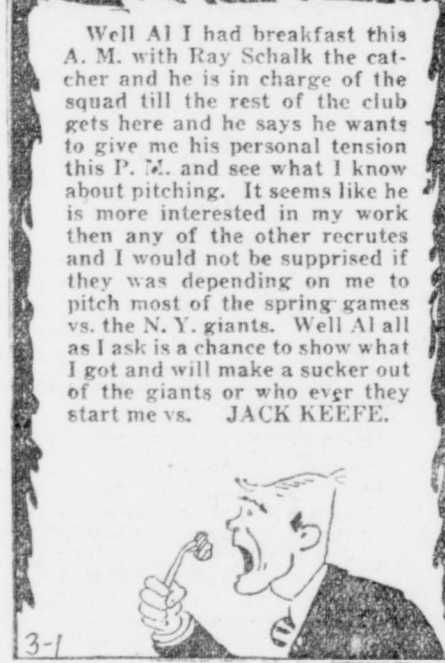 Well Al I had breakfast this
A. M. with Ray Schalk the cat-
cher and he is in charge of the
squad till the rest of the club
gets here and he says he wants
to give me his personal tension
this P. M. and see what I know
about pitching. It seems like he
is more interested in my work
then any of the other recrutes
and I would not be supprised if
they was depending on me to
pitch most of the spring games
vs. the N. Y. giants. Well Al all
as I ask is a chance to show what
I got and will make a sucker out
of the giants or who ever they
start me vs. JACK KEEFE.
3-1